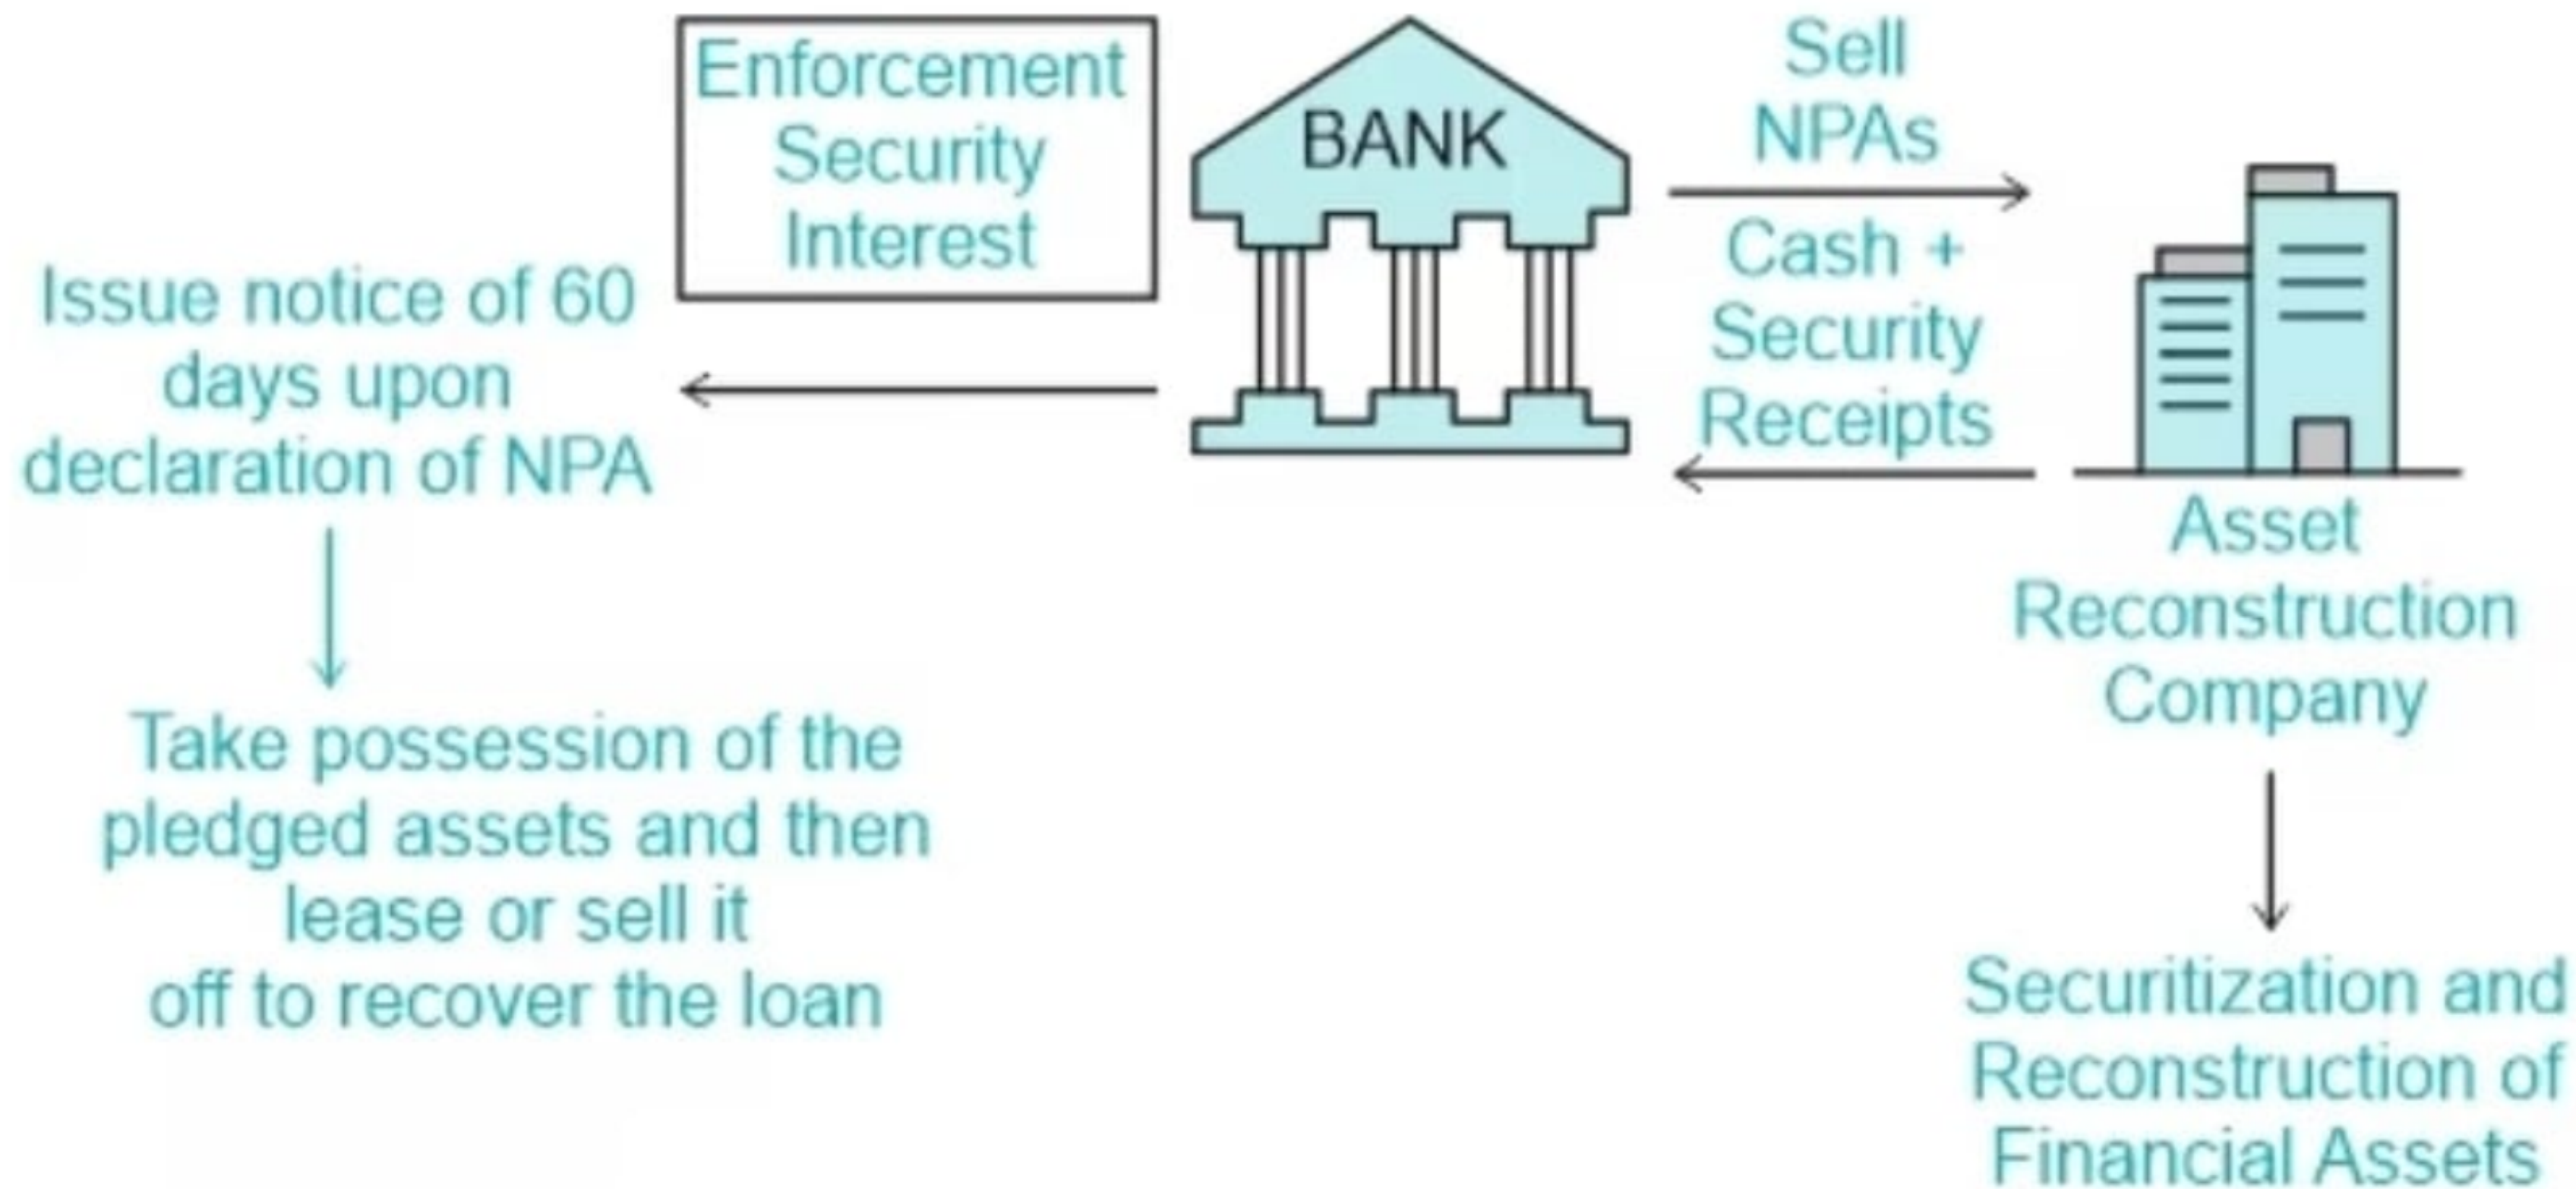 Enforcement
Security
Interest
BANK
Sell
NPAs
Cash +
Security
Receipts
Issue notice of 60
days upon
declaration of NPA
Asset
Reconstruction
Company
Take possession of the
pledged assets and then
lease or sell it
off to recover the loan
Securitization and
Reconstruction of
Financial Assets